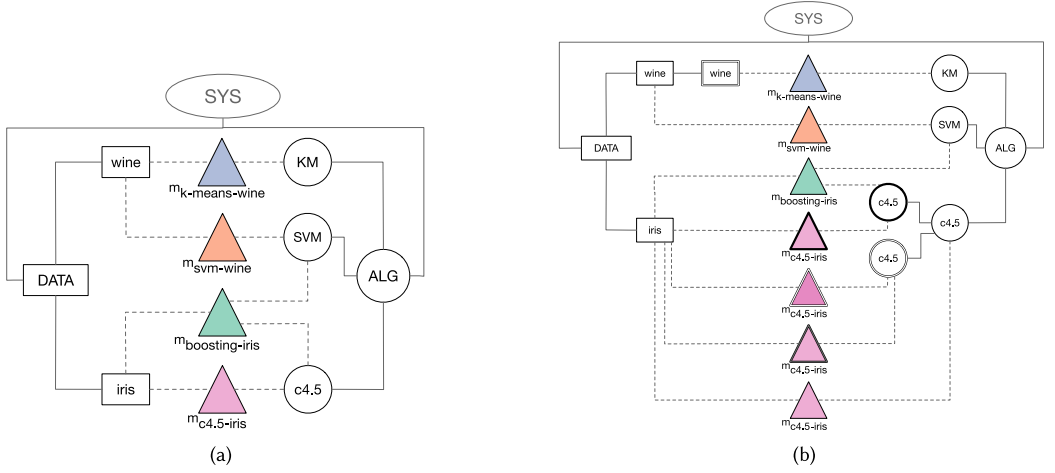 SYS
wine
KM
m k-means-wine
SVM
m svm-wine
DATA
ALG
m boosting-iris
iris
c4.5
m c4.5-iris
(a)
SYS
wine
wine
KM
m k-means-wine
SVM
m svm-wine
DATA
ALG
m boosting-iris
c4.5
iris
c4.5
m c4.5-iris
c4.5
m c4.5-iris
m c4.5-iris
m c4.5-iris
(b)